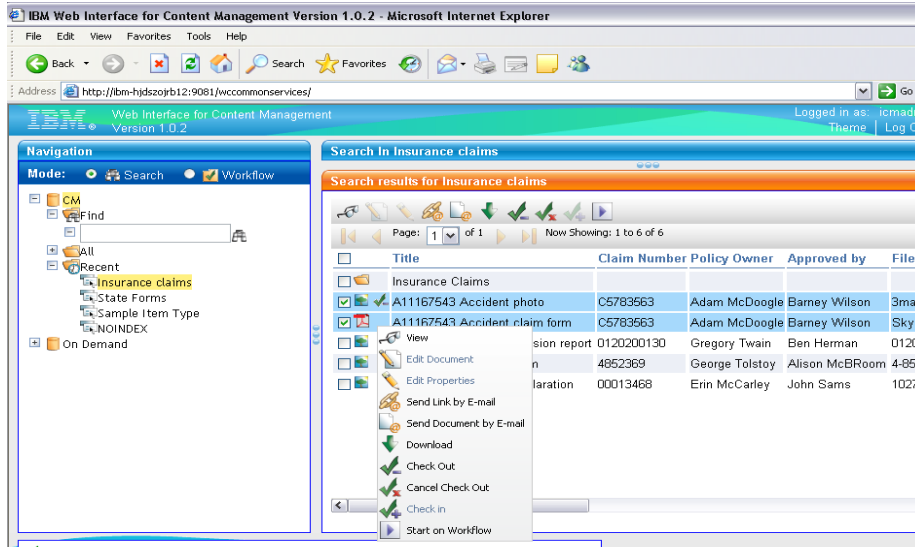 IBM Web Interface for Content Management Version 1.0.2 - Microsoft Internet Explorer
File Edit View Favorites Tools Help
Back Search Favorites
Address http://ibm-hjdszojrb12:9081/wccommonservices/ Go
IBM Web Interface for Content Management Logged in as: icmad
Version 1.0.2 Theme Log O
Navigation
Mode: Search Workflow
CM
Find
All
Recent
Insurance claims
State Forms
Sample Item Type
NOINDEX
On Demand
Search In Insurance claims
Search results for Insurance claims
Page: 1 of 1 Now Showing: 1 to 6 of 6
Title Claim Number Policy Owner Approved by File
Insurance Claims
A11167543 Accident photo C5783563 Adam McDoogle Barney Wilson 3ma
A11167543 Accident claim form C5783563 Adam McDoogle Barney Wilson Sky
sion report 0120200130 Gregory Twain Ben Herman 012
n 4852369 George Tolstoy Alison McBRoom 4-85
laration 00013468 Erin McCarley John Sams 1027
View
Edit Document
Edit Properties
Send Link by E-mail
Send Document by E-mail
Download
Check Out
Cancel Check Out
Check in
Start on Workflow